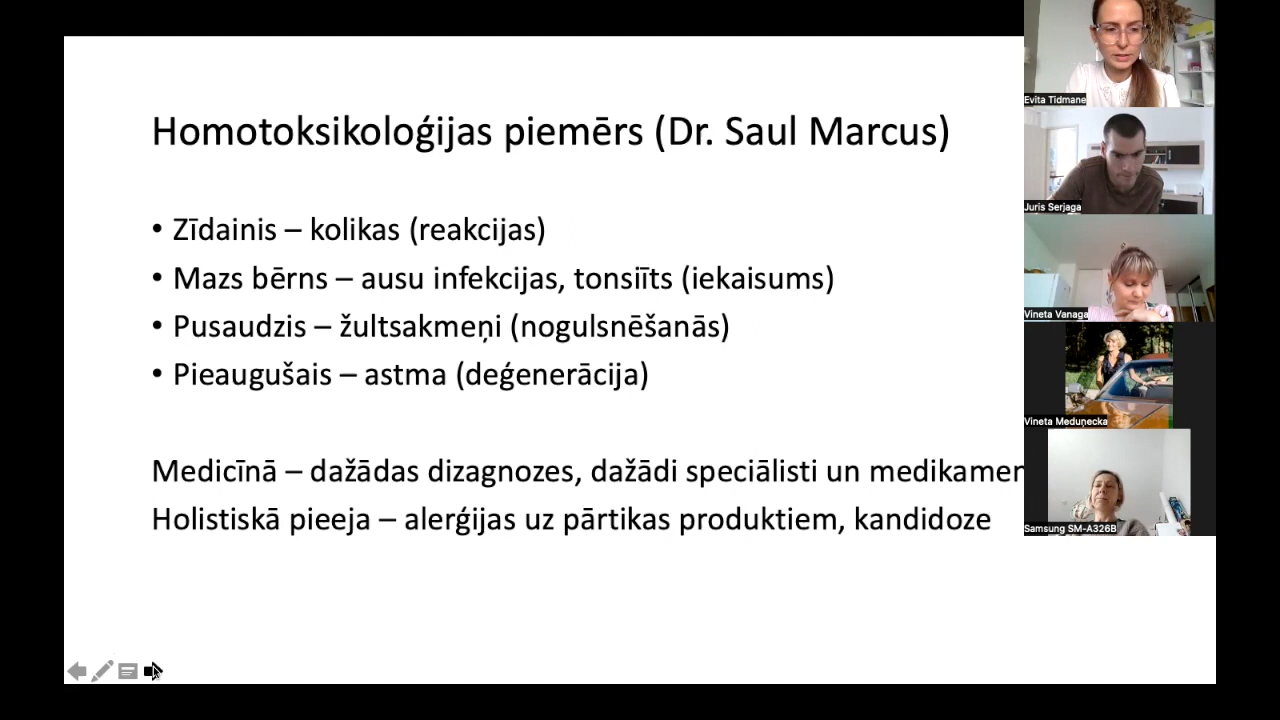 Homotoksikoloģijas piemērs (Dr. Saul Marcus)
• Zīdainis – kolikas (reakcijas)
• Mazs bērns – ausu infekcijas, tonsiīts (iekaisums)
• Pusaudzis – žultsakmeņi (nogulsnēšanās)
• Pieaugušais – astma (deģenerācija)
Medicīnā – dažādas dizagnozes, dažādi speciālisti un medikamen
Holistiskā pieeja – alerģijas uz pārtikas produktiem, kandidoze
Evita Tidmane
Juris Serjaga
Vineta Vanaga
Vineta Meduņecka
Samsung SM-A326B